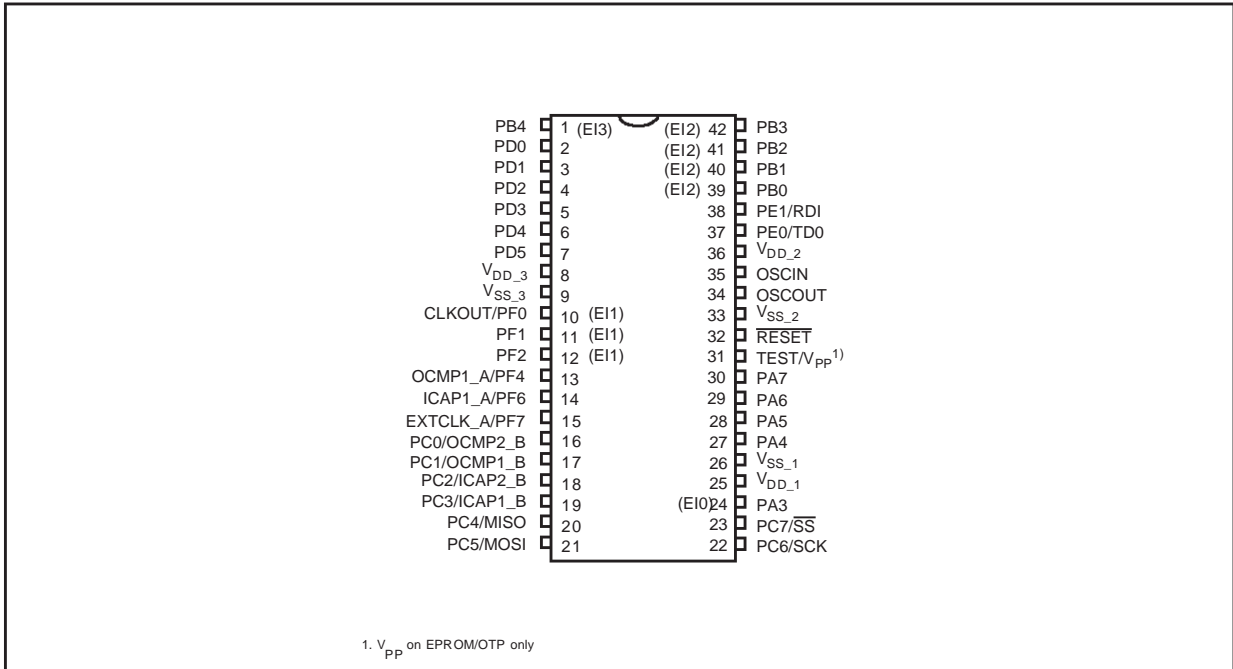 PB4 1 (EI3) (EI2) 42 PB3
PD0 2 (EI2) 41 PB2
PD1 3 (EI2) 40 PB1
PD2 4 (EI2) 39 PB0
PD3 5 38 PE1/RDI
PD4 6 37 PE0/TD0
PD5 7 36 VDD_2
VDD_3 8 35 OSCIN
VSS_3 9 34 OSCOUT
CLKOUT/PF0 10 (EI1) 33 VSS_2
PF1 11 (EI1) 32 RESET
PF2 12 (EI1) 31 TEST/VPP1)
OCMP1_A/PF4 13 30 PA7
ICAP1_A/PF6 14 29 PA6
EXTCLK_A/PF7 15 28 PA5
PC0/OCMP2_B 16 27 PA4
PC1/OCMP1_B 17 26 VSS_1
PC2/ICAP2_B 18 25 VDD_1
PC3/ICAP1_B 19 (EI0)24 PA3
PC4/MISO 20 23 PC7/SS
PC5/MOSI 21 22 PC6/SCK
1. VPP on EPROM/OTP only